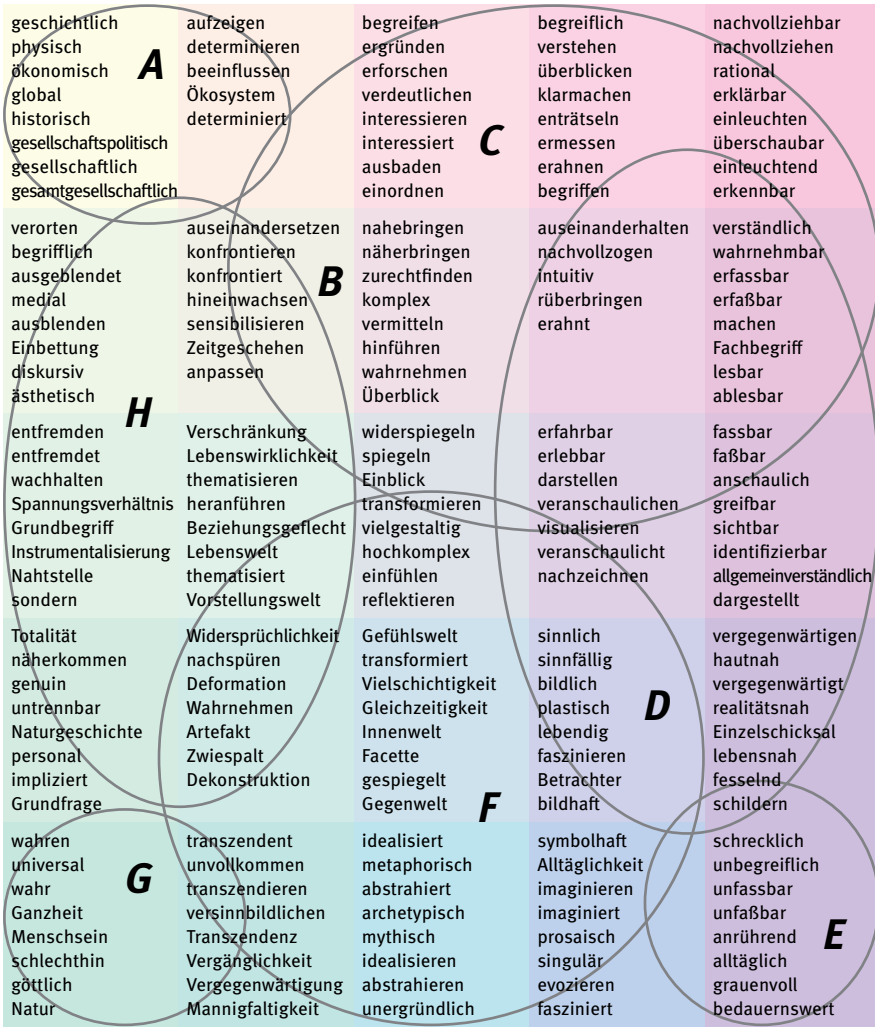 geschichtlich
physisch
ökonomisch
global
historisch
gesellschaftspolitisch
gesellschaftlich
gesamtgesellschaftlich
A
aufzeigen
determinieren
beeinflussen
Ökosystem
determiniert
begreifen
ergründen
erforschen
verdeutlichen
interessieren
interessiert
ausbaden
einordnen
C
begreiflich
verstehen
überblicken
klarmachen
enträtseln
ermessen
erahnen
begriffen
nachvollziehbar
nachvollziehen
rational
erklärbar
einleuchten
überschaubar
einleuchtend
erkennbar
verorten
begrifflich
ausgeblendet
medial
ausblenden
Einbettung
diskursiv
ästhetisch
H
auseinandersetzen
konfrontieren
konfrontiert
hineinwachsen
sensibilisieren
Zeitgeschehen
anpassen
B
nahebringen
näherbringen
zurechtfinden
komplex
vermitteln
hinführen
wahrnehmen
Überblick
auseinanderhalten
nachvollzogen
intuitiv
rüberbringen
erahnt
verständlich
wahrnehmbar
erfassbar
erfaßbar
machen
Fachbegriff
lesbar
ablesbar
entfremden
entfremdet
wachhalten
Spannungsverhältnis
Grundbegriff
Instrumentalisierung
Nahtstelle
sondern
Verschränkung
Lebenswirklichkeit
thematisieren
heranführen
Beziehungsgeflecht
Lebenswelt
thematisiert
Vorstellungswelt
widerspiegeln
spiegeln
Einblick
transformieren
vielgestaltig
hochkomplex
einfühlen
reflektieren
erfahrbar
erlebbar
darstellen
veranschaulichen
visualisieren
veranschaulicht
nachzeichnen
fassbar
faßbar
anschaulich
greifbar
sichtbar
identifizierbar
allgemeinverständlich
dargestellt
Totalität
näherkommen
genuin
untrennbar
Naturgeschichte
personal
impliziert
Grundfrage
Widersprüchlichkeit
nachspüren
Deformation
Wahrnehmen
Artefakt
Zwiespalt
Dekonstruktion
Gefühlswelt
transformiert
Vielschichtigkeit
Gleichzeitigkeit
Innenwelt
Facette
gespiegelt
Gegenwelt
F
sinnlich
sinnfällig
bildlich
plastisch
lebendig
faszinieren
Betrachter
bildhaft
D
vergegenwärtigen
hautnah
vergegenwärtigt
realitätsnah
Einzelschicksal
lebensnah
fesselnd
schildern
wahren
universal
wahr
Ganzheit
Menschsein
schlechthin
göttlich
Natur
G
transzendent
unvollkommen
transzendieren
versinnbildlichen
Transzendenz
Vergänglichkeit
Vergegenwärtigung
Mannigfaltigkeit
idealisiert
metaphorisch
abstrahiert
archetypisch
mythisch
idealisieren
abstrahieren
unergründlich
symbolhaft
Alltäglichkeit
imaginieren
imaginiert
prosaisch
singulär
evozieren
fasziniert
schrecklich
unbegreiflich
unfassbar
unfaßbar
anrührend
alltäglich
grauenvoll
bedauernswert
E